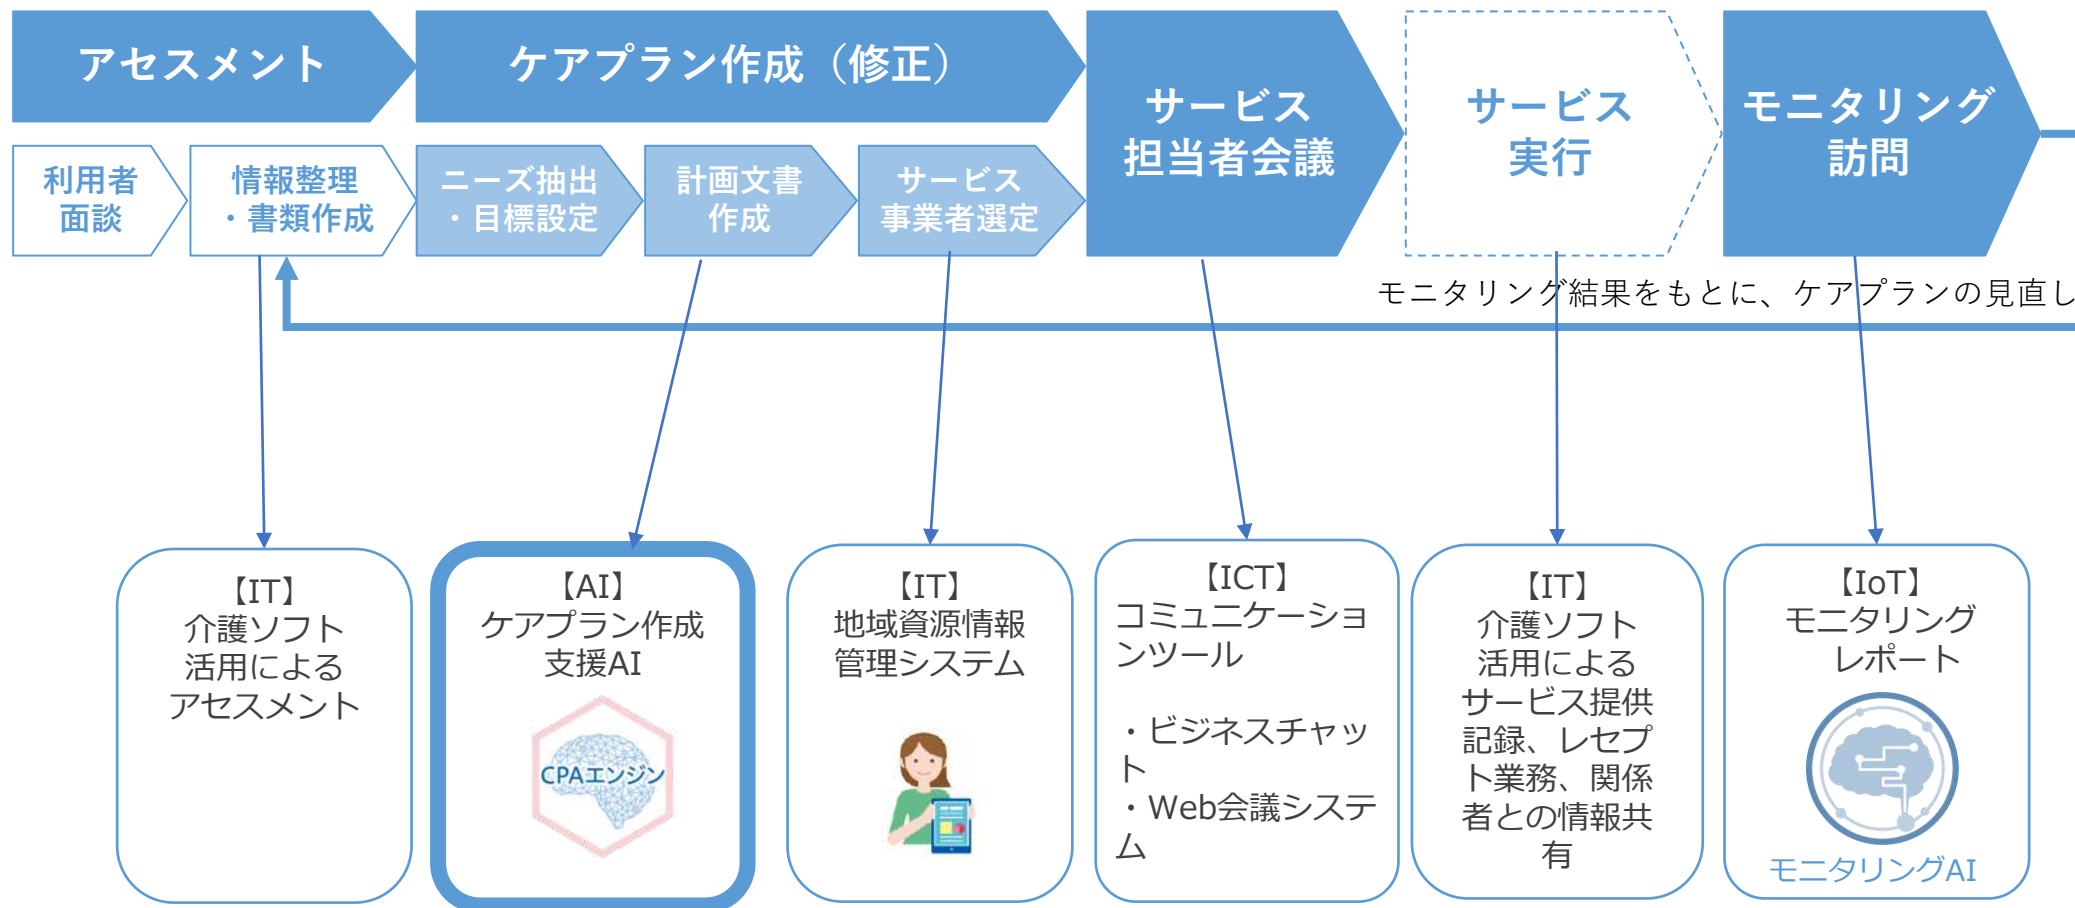 アセスメント
ケアプラン作成（修正）
サービス
担当者会議
サービス
実行
モニタリング
訪問
利用者
面談
情報整理
・書類作成
ニーズ抽出
・目標設定
計画文書
作成
サービス
事業者選定
モニタリング結果をもとに、ケアプランの見直し
【IT】
介護ソフト
活用による
アセスメント
【AI】
ケアプラン作成
支援AI
CPAエンジン
【IT】
地域資源情報
管理システム
【ICT】
コミュニケーショ
ンツール
・ビジネスチャッ
ト
・Web会議システ
ム
【IT】
介護ソフト
活用による
サービス提供
記録、レセプ
ト業務、関係
者との情報共
有
【IoT】
モニタリング
レポート
モニタリングAI